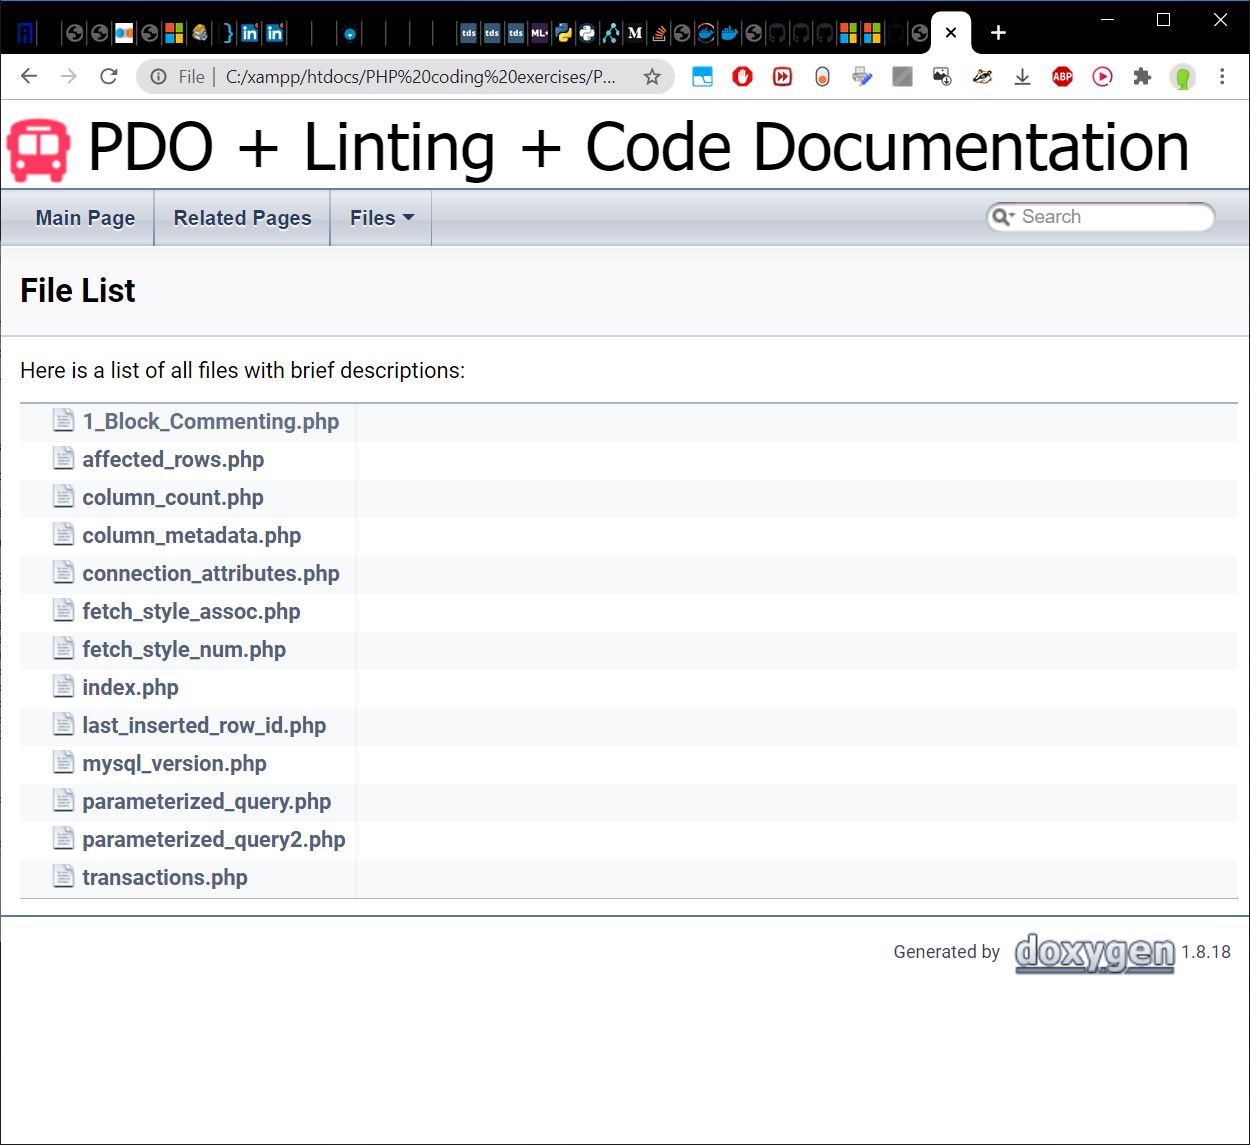 tds tds tds ML M
File | C:/xampp/htdocs/PHP%20coding%20exercises/P... ABP
PDO + Linting + Code Documentation
Main Page Related Pages Files Search
File List
Here is a list of all files with brief descriptions:
1_Block_Commenting.php
affected_rows.php
column_count.php
column_metadata.php
connection_attributes.php
fetch_style_assoc.php
fetch_style_num.php
index.php
last_inserted_row_id.php
mysql_version.php
parameterized_query.php
parameterized_query2.php
transactions.php
Generated by doxygen 1.8.18